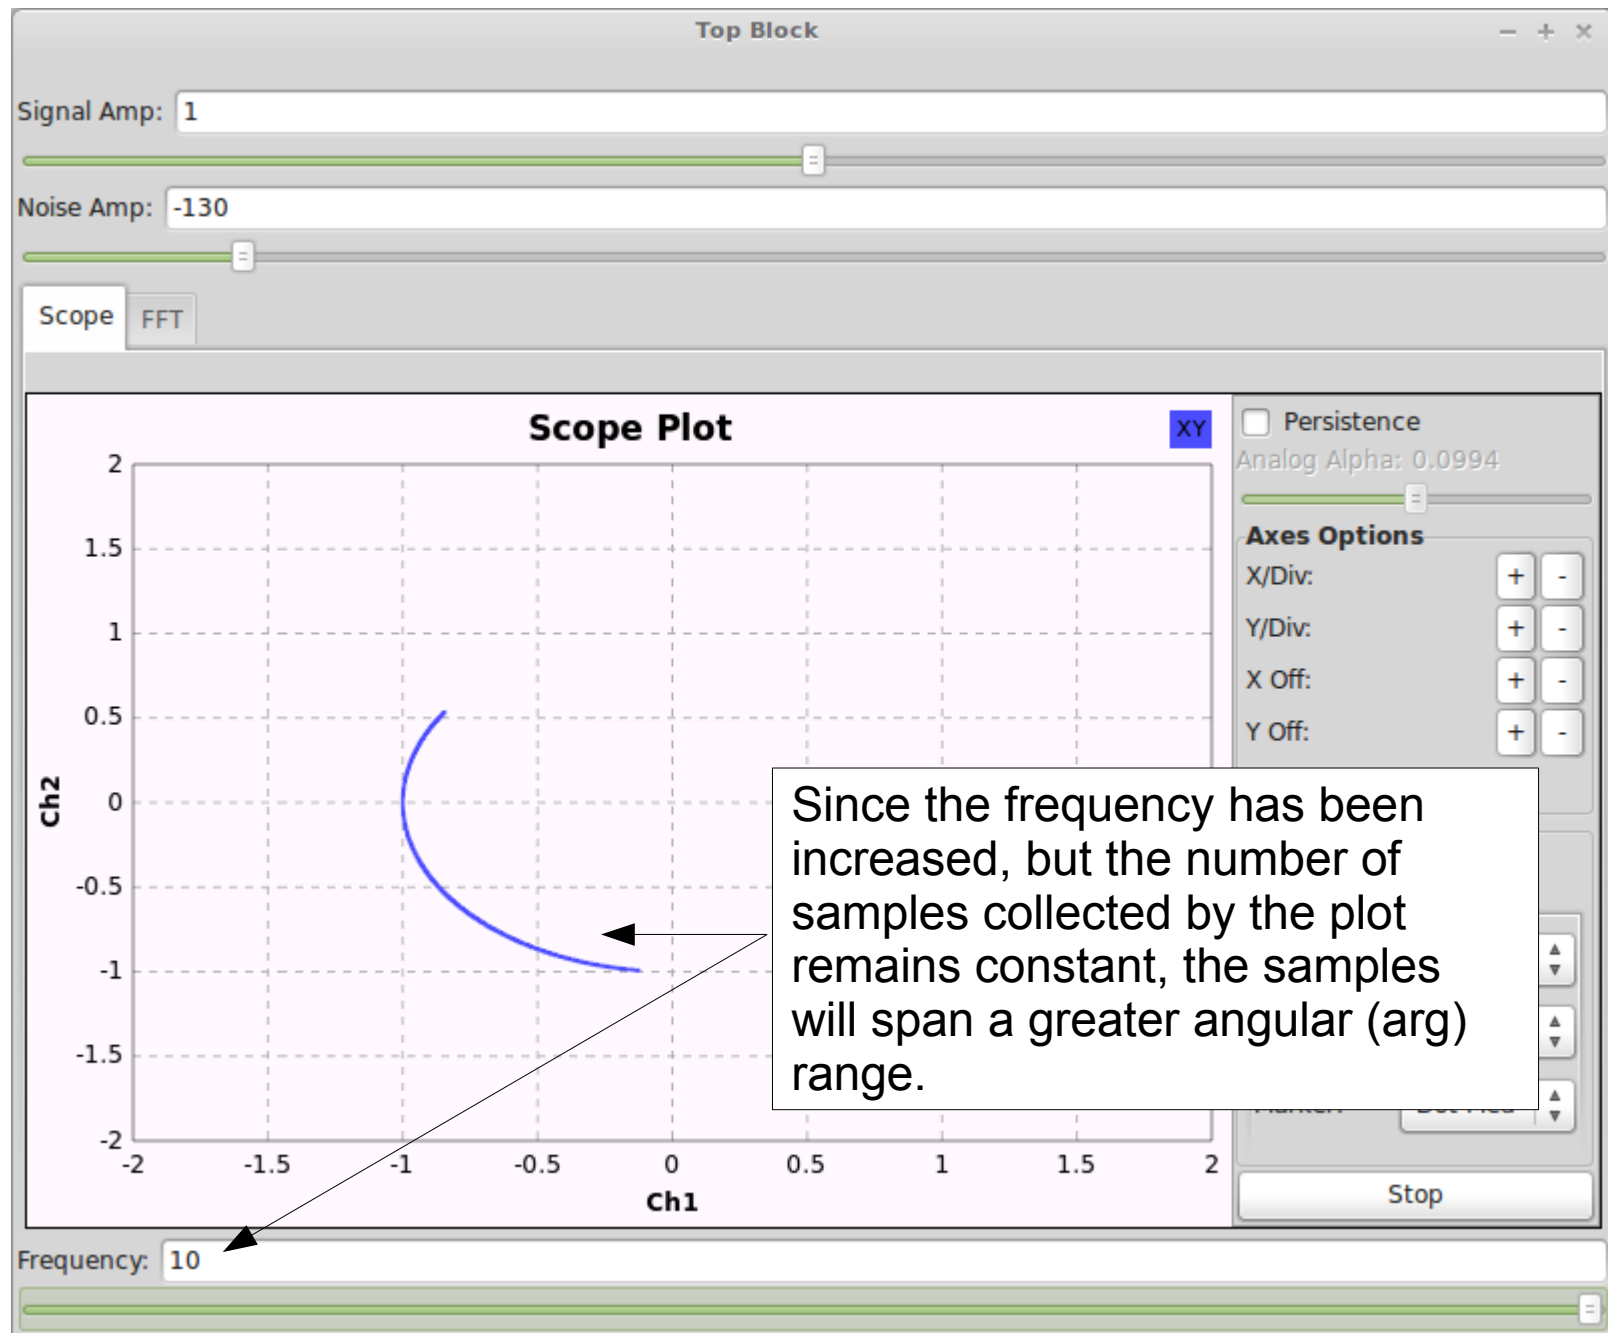 Top Block
Signal Amp: 1
Noise Amp: -130
Scope FFT
Scope Plot
XY
2
1.5
1
0.5
0
-0.5
-1
-1.5
-2
Ch2
-2 -1.5 -1 -0.5 0 0.5 1 1.5 2
Ch1
Persistence
Analog Alpha: 0.0994
Axes Options
X/Div: + -
Y/Div: + -
X Off: + -
Y Off: + -
Since the frequency has been
increased, but the number of
samples collected by the plot
remains constant, the samples
will span a greater angular (arg)
range.
Stop
Frequency: 10